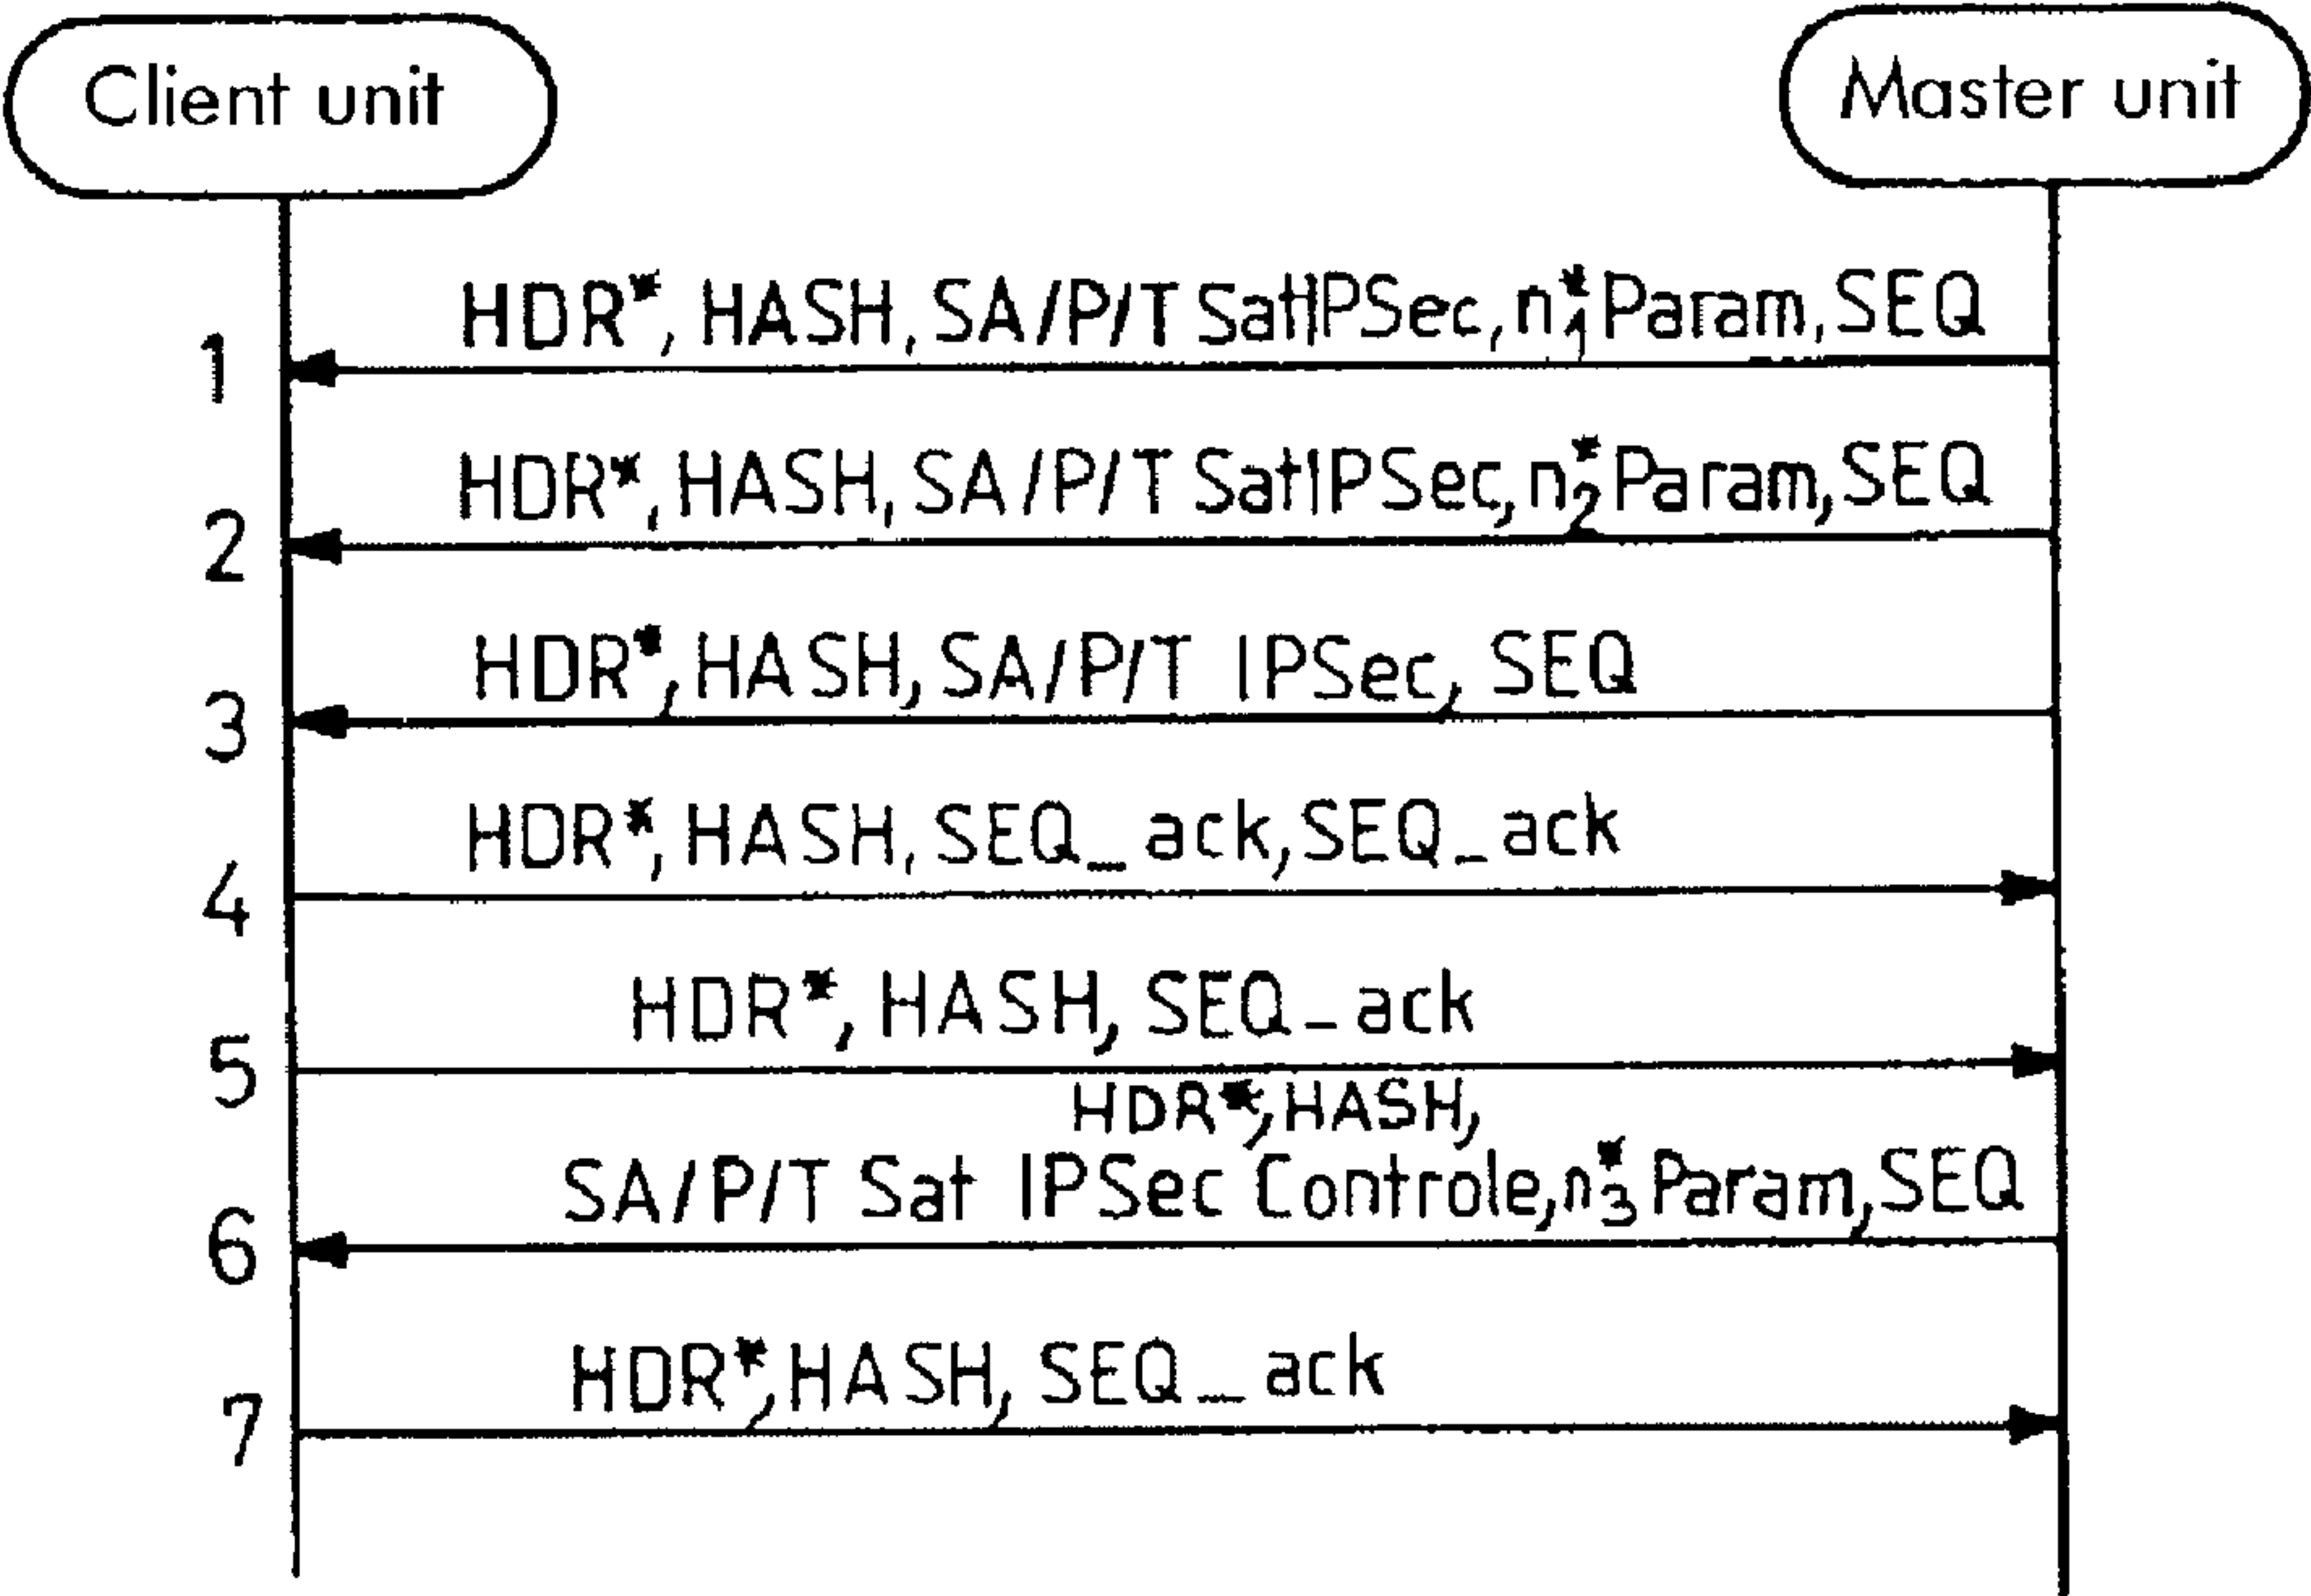 Client unit
Master unit
HDR*, HASH, SA/P/T SatIPSec, n₁*Param, SEQ
1
HDR*, HASH, SA/P/T SatIPSec, n₂*Param, SEQ
2
HDR*, HASH, SA/P/T IPSec, SEQ
3
HDR*, HASH, SEQ_ack, SEQ_ack
4
HDR*, HASH, SEQ_ack
5
HDR*, HASH,
SA/P/T Sat IPSec Controle, n₃*Param, SEQ
6
HDR*, HASH, SEQ_ack
7